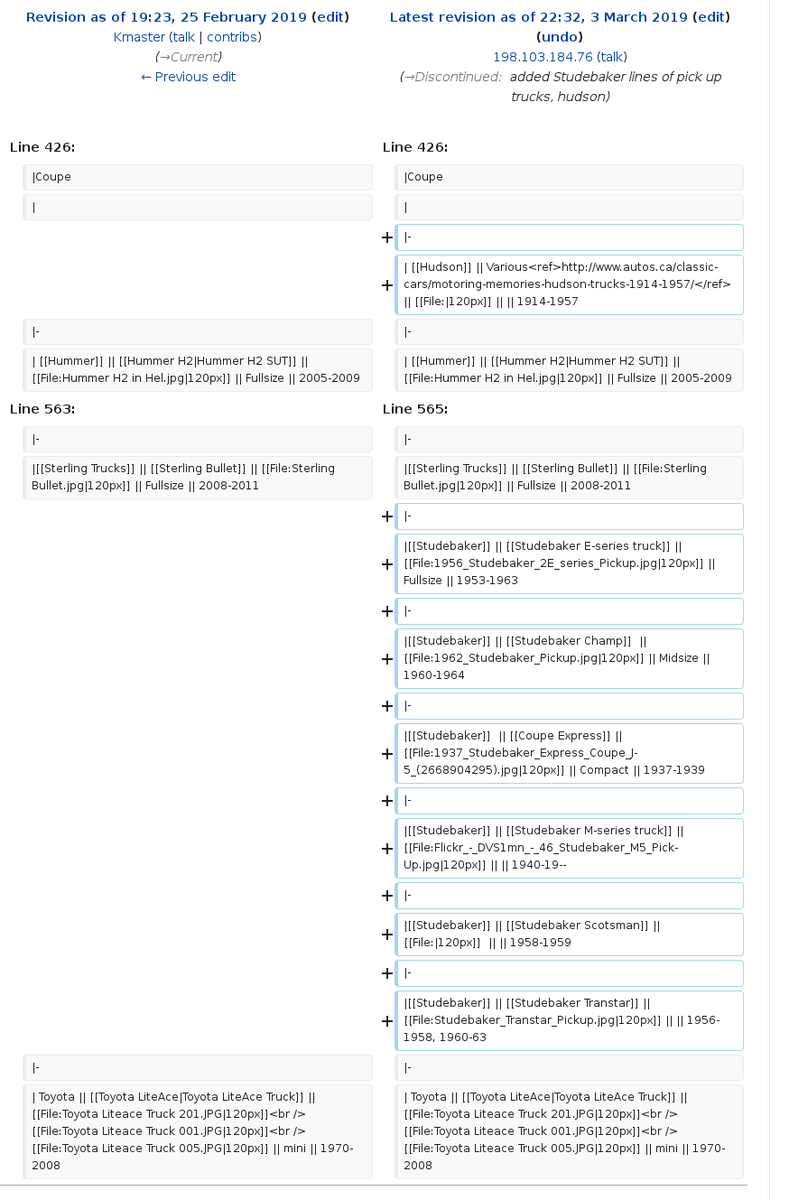 Revision as of 19:23, 25 February 2019 (edit)
Kmaster (talk | contribs)
(→Current)
← Previous edit
Latest revision as of 22:32, 3 March 2019 (edit)
(undo)
198.103.184.76 (talk)
(→Discontinued: added Studebaker lines of pick up
trucks, hudson)
Line 426:
Line 426:
|Coupe
|Coupe
|
|
+ |-
+ | [[Hudson]] || Various<ref>http://www.autos.ca/classic-
cars/motoring-memories-hudson-trucks-1914-1957/</ref>
|| [[File:|120px]] || || 1914-1957
|-
|-
| [[Hummer]] || [[Hummer H2|Hummer H2 SUT]] ||
[[File:Hummer H2 in Hel.jpg|120px]] || Fullsize || 2005-2009
| [[Hummer]] || [[Hummer H2|Hummer H2 SUT]] ||
[[File:Hummer H2 in Hel.jpg|120px]] || Fullsize || 2005-2009
Line 563:
Line 565:
|-
|-
|[[Sterling Trucks]] || [[Sterling Bullet]] || [[File:Sterling
Bullet.jpg|120px]] || Fullsize || 2008-2011
|[[Sterling Trucks]] || [[Sterling Bullet]] || [[File:Sterling
Bullet.jpg|120px]] || Fullsize || 2008-2011
+ |-
+ |[[Studebaker]] || [[Studebaker E-series truck]] ||
[[File:1956_Studebaker_2E_series_Pickup.jpg|120px]] ||
Fullsize || 1953-1963
+ |-
+ |[[Studebaker]] || [[Studebaker Champ]]  ||
[[File:1962_Studebaker_Pickup.jpg|120px]] || Midsize ||
1960-1964
+ |-
+ |[[Studebaker]]  || [[Coupe Express]] ||
[[File:1937_Studebaker_Express_Coupe_J-
5_(2668904295).jpg|120px]] || Compact || 1937-1939
+ |-
+ |[[Studebaker]] || [[Studebaker M-series truck]] ||
[[File:Flickr_-_DVS1mn_-_46_Studebaker_M5_Pick-
Up.jpg|120px]] || || 1940-19--
+ |-
+ |[[Studebaker]] || [[Studebaker Scotsman]] ||
[[File:|120px]]  || || 1958-1959
+ |-
+ |[[Studebaker]] || [[Studebaker Transtar]] ||
[[File:Studebaker_Transtar_Pickup.jpg|120px]] || || 1956-
1958, 1960-63
|-
|-
| Toyota || [[Toyota LiteAce|Toyota LiteAce Truck]] ||
[[File:Toyota Liteace Truck 201.JPG|120px]]<br />
[[File:Toyota Liteace Truck 001.JPG|120px]]<br />
[[File:Toyota Liteace Truck 005.JPG|120px]] || mini || 1970-
2008
| Toyota || [[Toyota LiteAce|Toyota LiteAce Truck]] ||
[[File:Toyota Liteace Truck 201.JPG|120px]]<br />
[[File:Toyota Liteace Truck 001.JPG|120px]]<br />
[[File:Toyota Liteace Truck 005.JPG|120px]] || mini || 1970-
2008